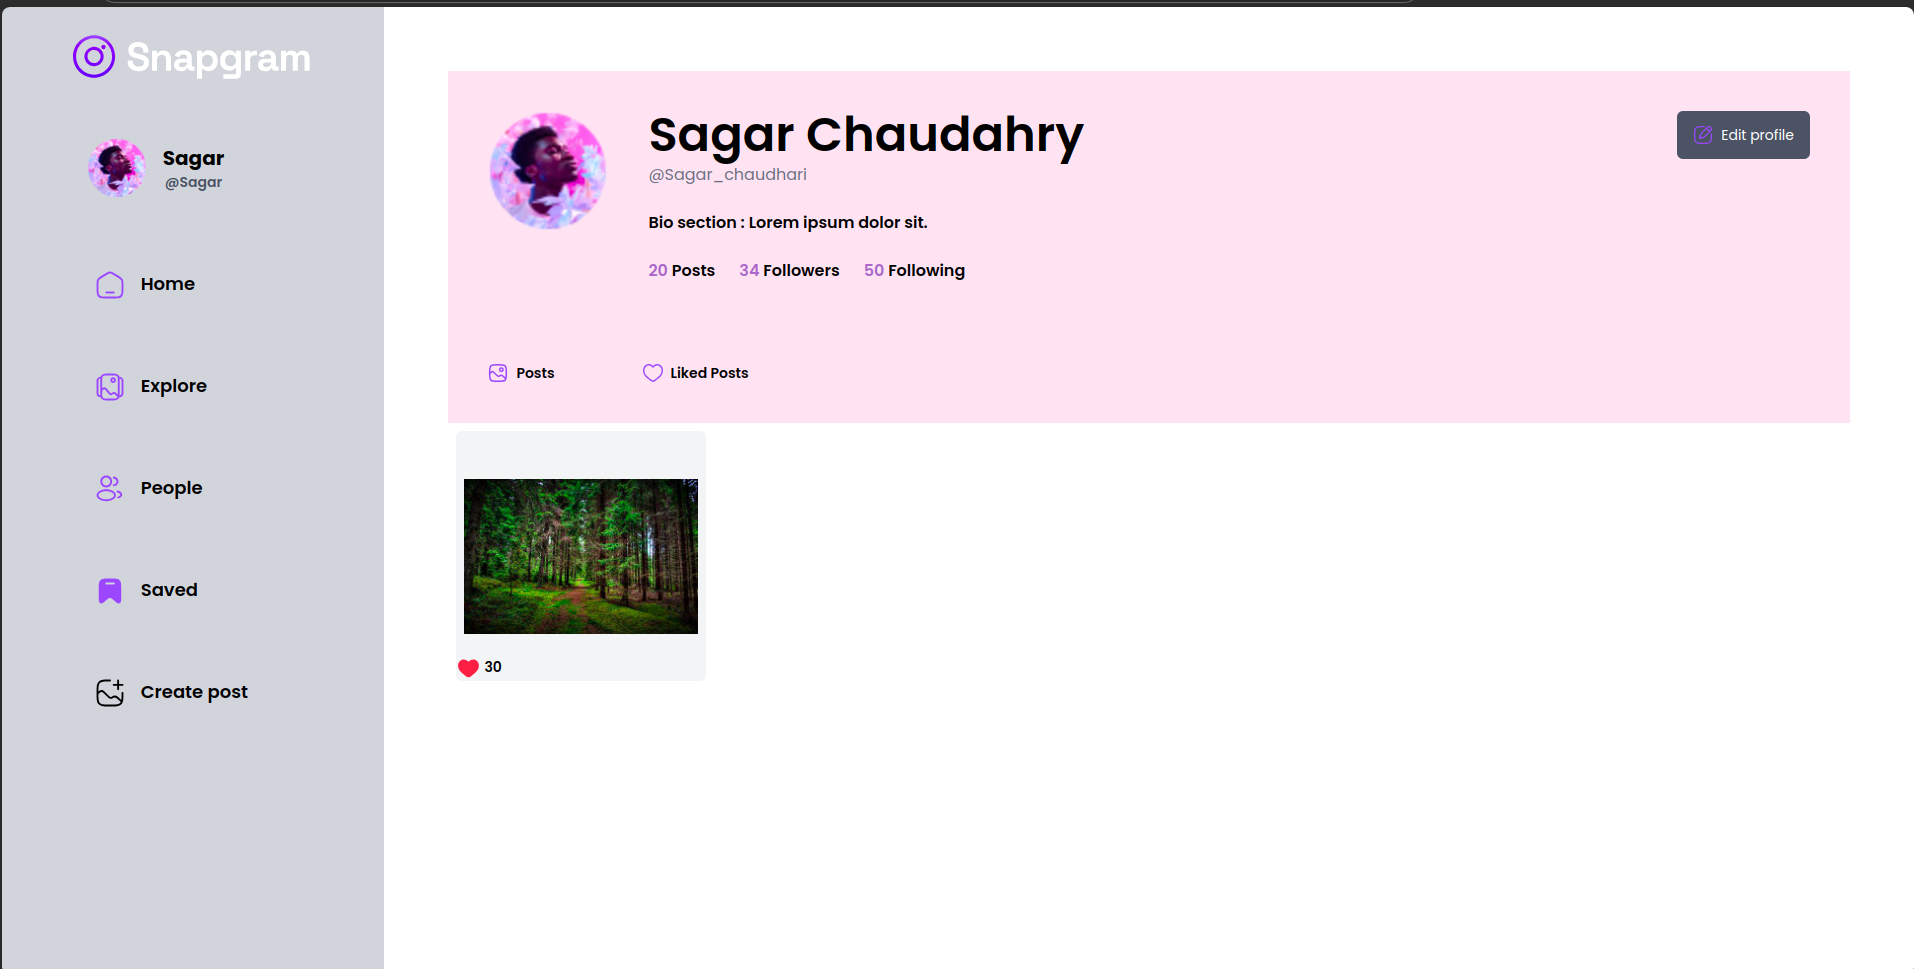 Snapgram
Sagar
@Sagar
Home
Explore
People
Saved
Create post
Sagar Chaudahry
@Sagar_chaudhari
Edit profile
Bio section : Lorem ipsum dolor sit.
20 Posts 34 Followers 50 Following
Posts Liked Posts
30